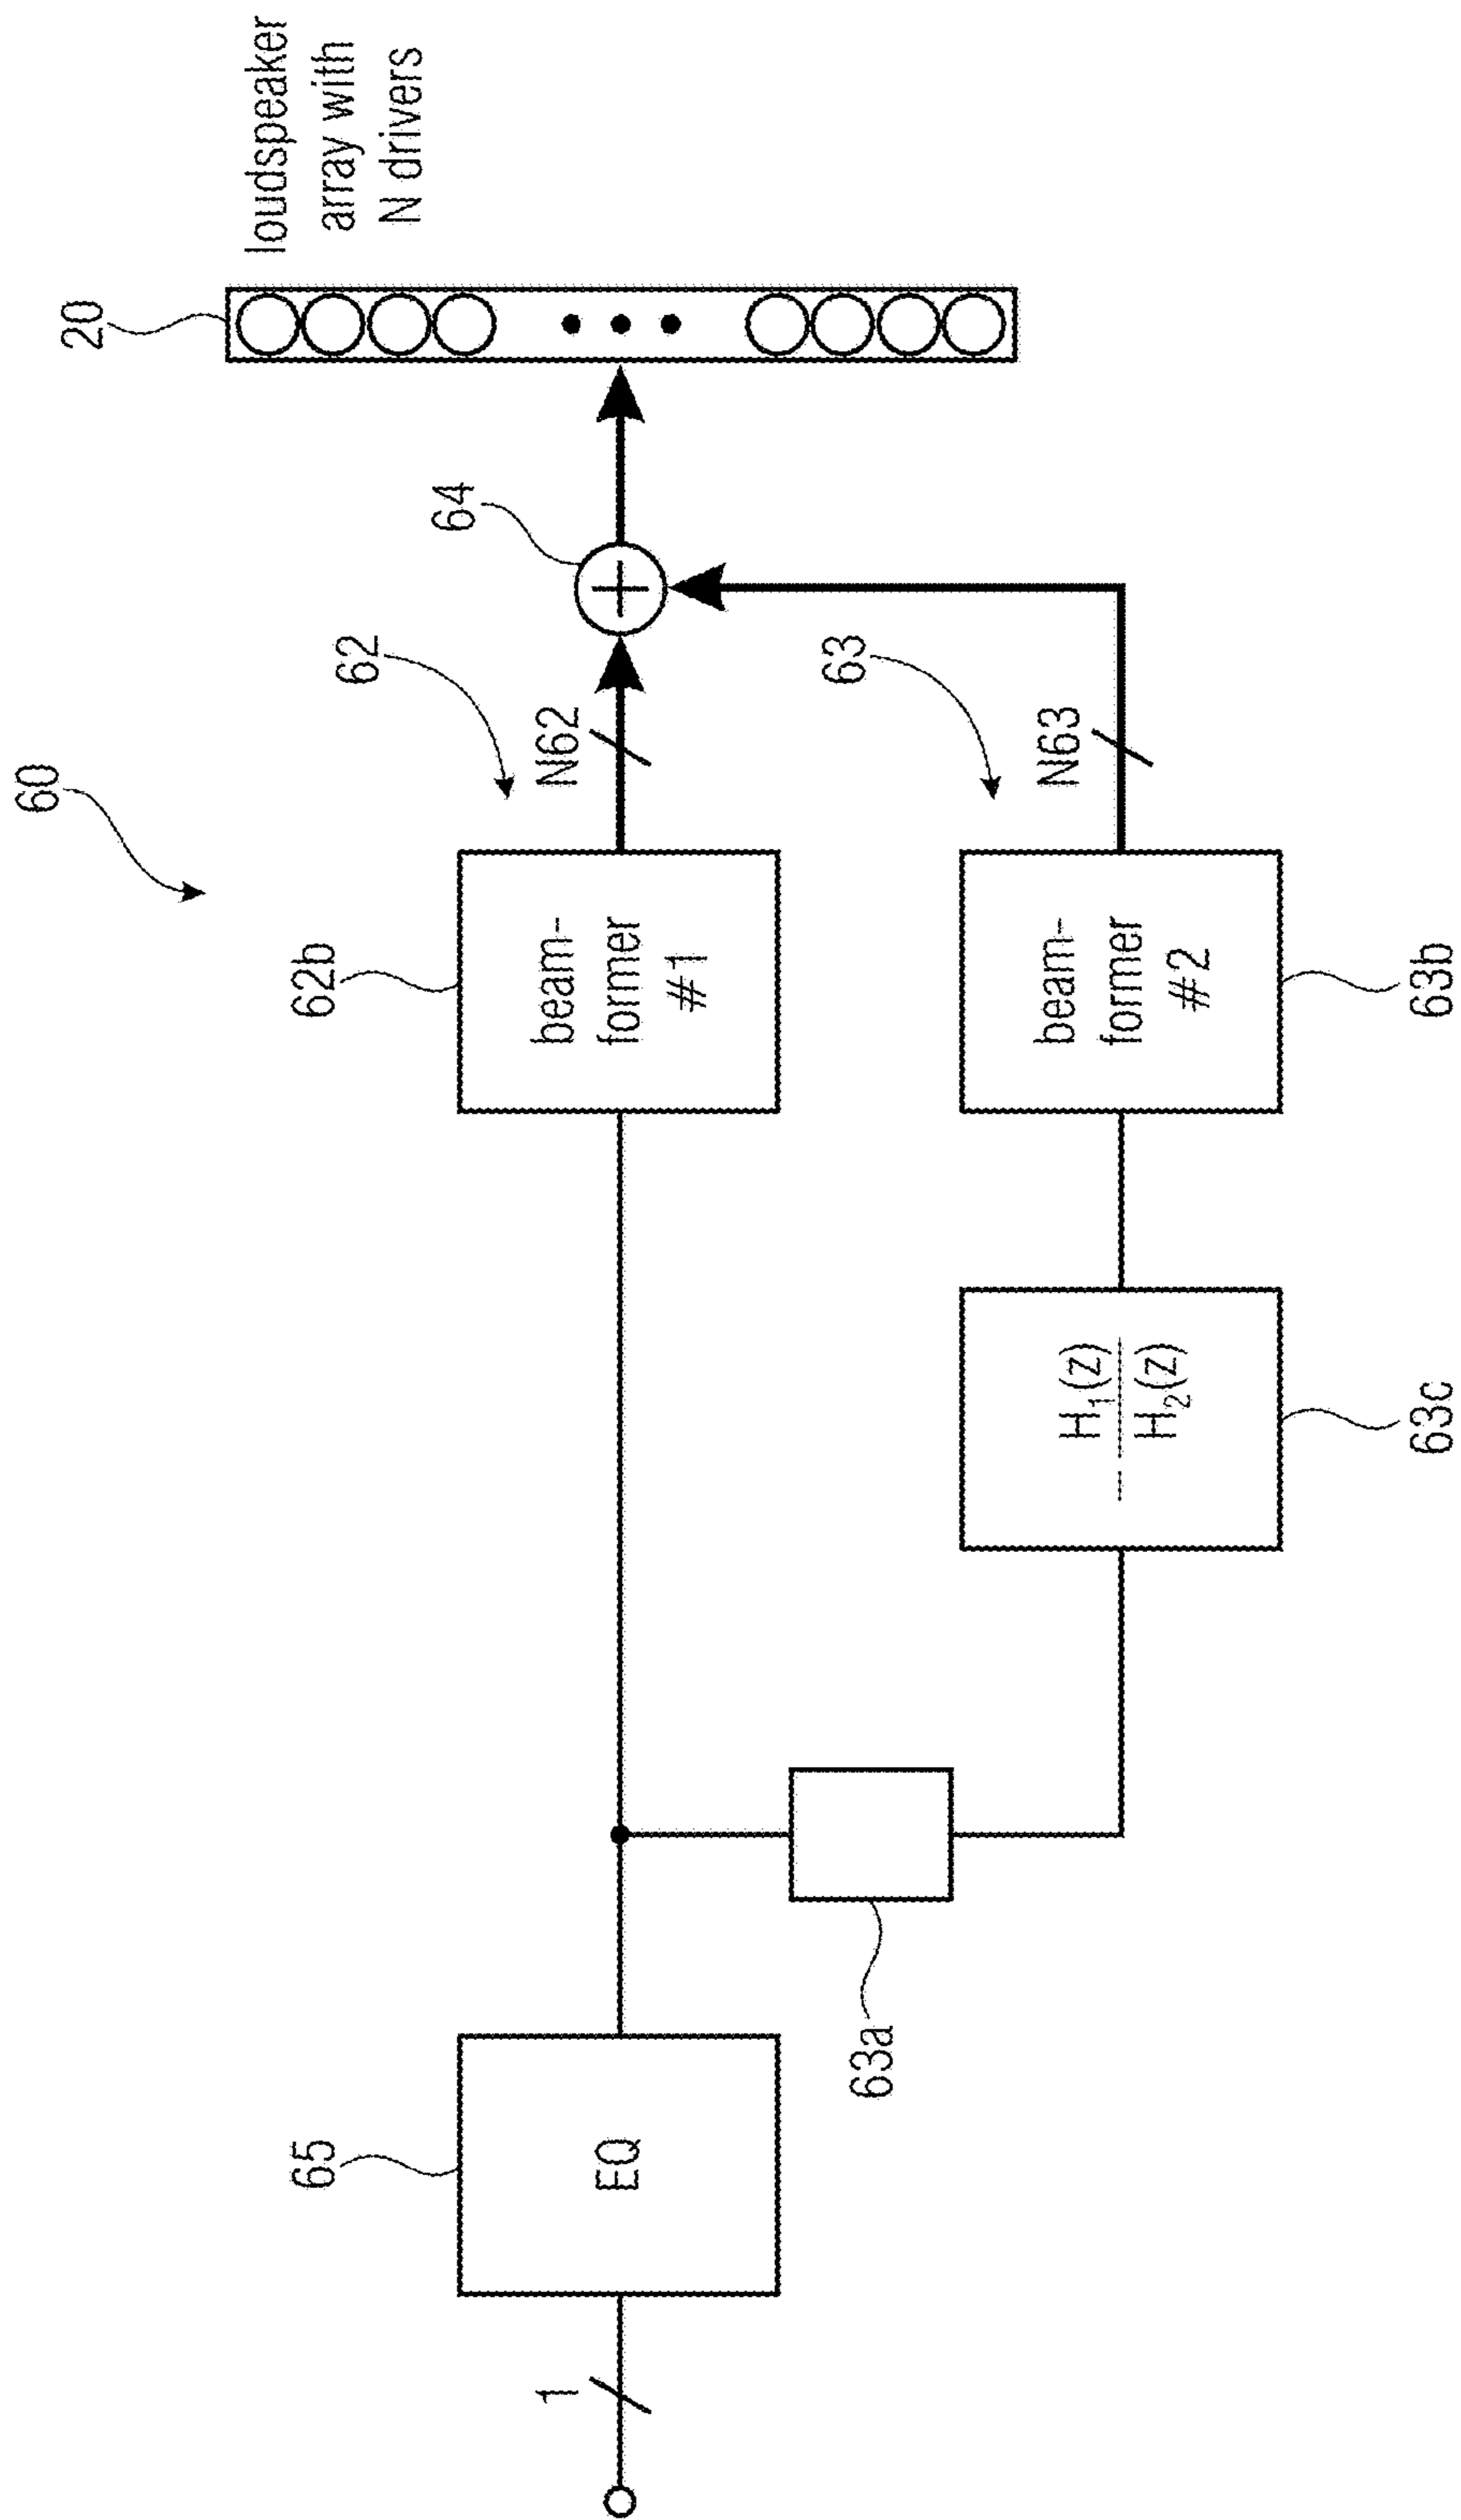 60
20
65
62b
62
64
loudspeaker
array with
N drivers
1
EQ
beam-
former
#1
N62
63a
63
– H₁(z)
H₂(z)
beam-
former
#2
N63
63c
63b